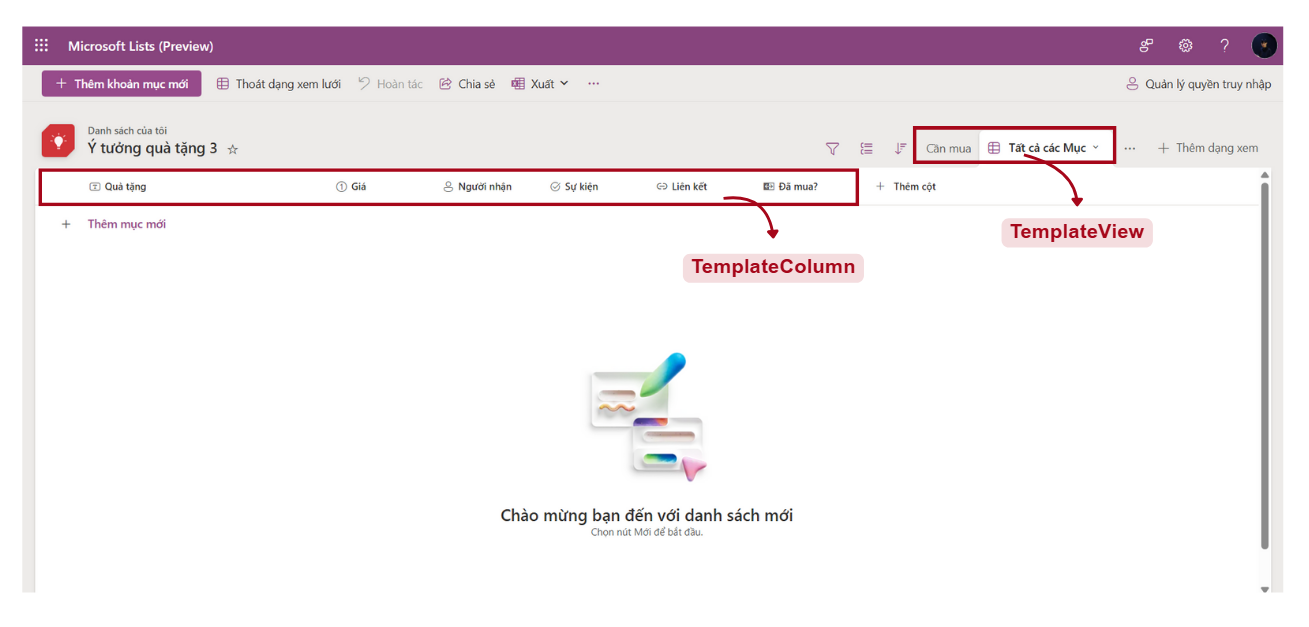 Microsoft Lists (Preview)
?
+ Thêm khoản mục mới
Thoát dạng xem lưới
Hoàn tác
Chia sẻ
Xuất
...
Quản lý quyền truy nhập
Danh sách của tôi
Ý tưởng quà tặng 3
Cần mua
Tất cả các Mục
...
+ Thêm dạng xem
Quà tặng
Giá
Người nhận
Sự kiện
Liên kết
Đã mua?
+ Thêm cột
+ Thêm mục mới
TemplateView
TemplateColumn
Chào mừng bạn đến với danh sách mới
Chọn nút Mới để bắt đầu.